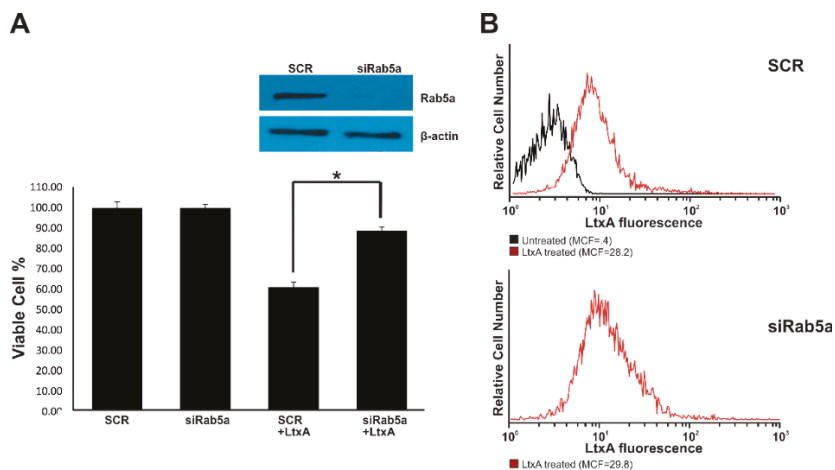 A
SCR siRab5a
Rab5a
β-actin
*
110.00
100.00
90.00
80.00
70.00
60.00
50.00
40.00
30.00
20.00
10.00
Viable Cell %
SCR siRab5a SCR siRab5a
+LtxA +LtxA
B
SCR
Relative Cell Number
10⁰ 10¹ 10² 10³
LtxA fluorescence
Untreated (MCF=.4)
LtxA treated (MCF=28.2)
siRab5a
Relative Cell Number
10⁰ 10¹ 10² 10³
LtxA fluorescence
LtxA treated (MCF=29.8)